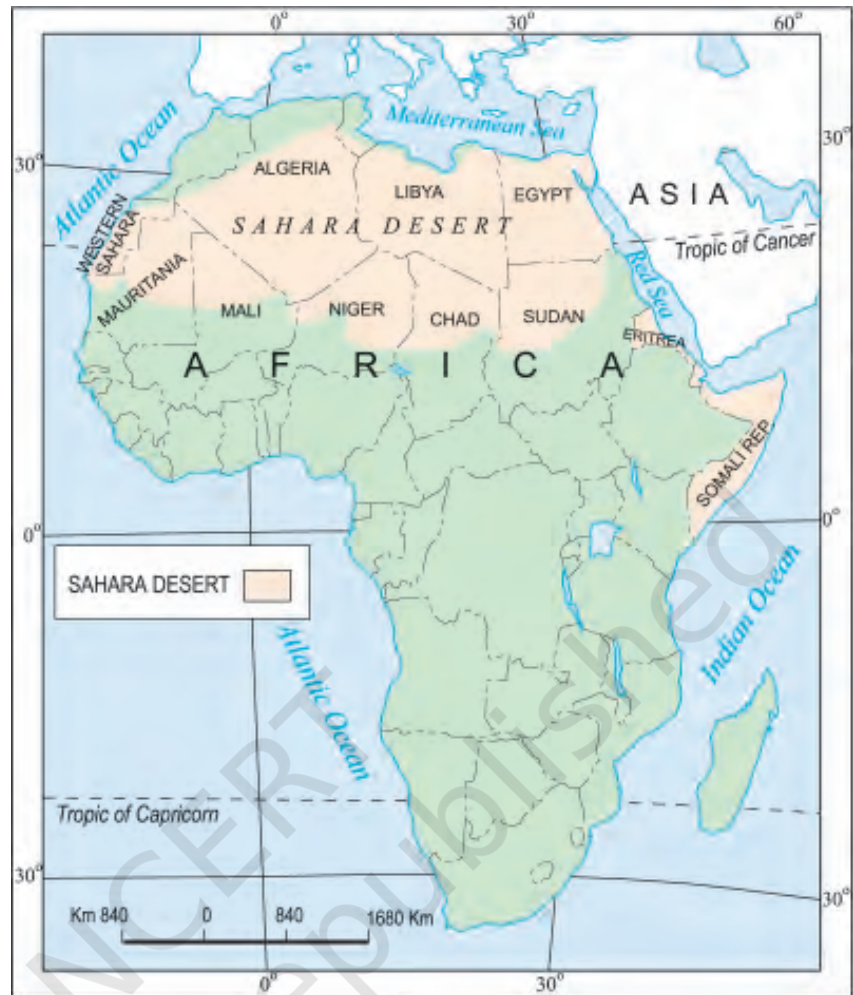 0° 30° 60°
Atlantic Ocean
Mediterranean Sea
30° 30°
ALGERIA
LIBYA
EGYPT
ASIA
WESTERN
SAHARA
SAHARA DESERT
Tropic of Cancer
Red Sea
MAURITANIA
MALI
NIGER
CHAD
SUDAN
ERITREA
AFRICA
SOMALI REP.
0° 0°
SAHARA DESERT
Atlantic Ocean
Indian Ocean
Tropic of Capricorn
30° 30°
Km 840 0 840 1680 Km
0° 30°
NCERT
republished